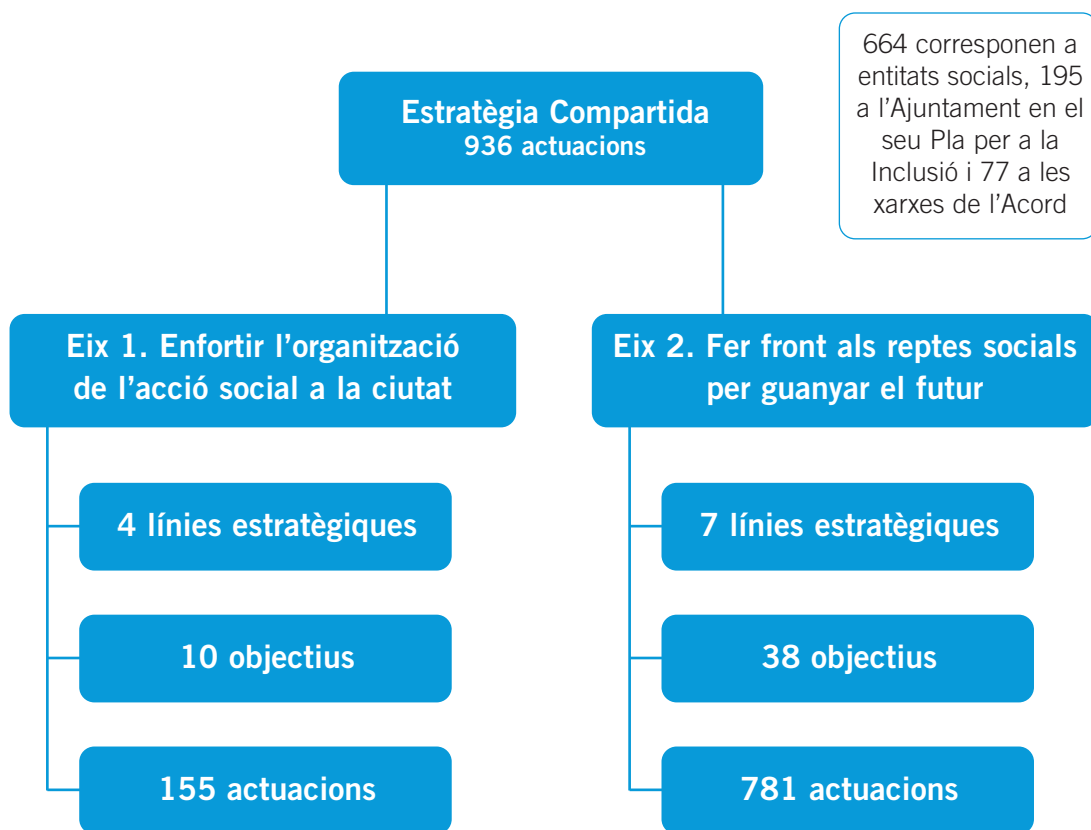 664 corresponen a
entitats socials, 195
a l’Ajuntament en el
seu Pla per a la
Inclusió i 77 a les
xarxes de l’Acord
Estratègia Compartida
936 actuacions
Eix 1. Enfortir l’organització
de l’acció social a la ciutat
4 línies estratègiques
10 objectius
155 actuacions
Eix 2. Fer front als reptes socials
per guanyar el futur
7 línies estratègiques
38 objectius
781 actuacions